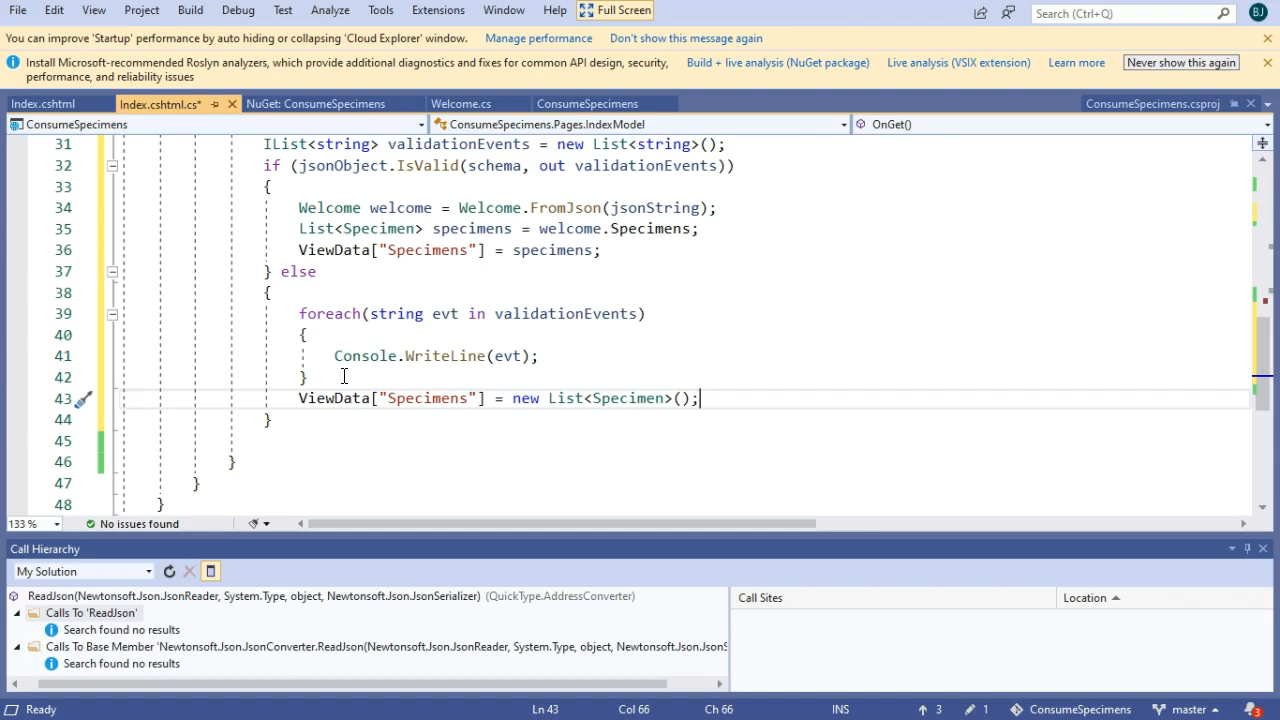 File Edit View Project Build Debug Test Analyze Tools Extensions Window Help Full Screen Search (Ctrl+Q) BJ
You can improve 'Startup' performance by auto hiding or collapsing 'Cloud Explorer' window. Manage performance Don't show this message again
Install Microsoft-recommended Roslyn analyzers, which provide additional diagnostics and fixes for common API design, security, Build + live analysis (NuGet package) Live analysis (VSIX extension) Learn more Never show this again
performance, and reliability issues
Index.cshtml Index.cshtml.cs* NuGet: ConsumeSpecimens Welcome.cs ConsumeSpecimens ConsumeSpecimens.csproj
ConsumeSpecimens ConsumeSpecimens.Pages.IndexModel OnGet()
31 IList<string> validationEvents = new List<string>();
32 if (jsonObject.IsValid(schema, out validationEvents))
33 {
34 Welcome welcome = Welcome.FromJson(jsonString);
35 List<Specimen> specimens = welcome.Specimens;
36 ViewData["Specimens"] = specimens;
37 } else
38 {
39 foreach(string evt in validationEvents)
40 {
41 Console.WriteLine(evt);
42 }
43 ViewData["Specimens"] = new List<Specimen>();
44 }
45
46 }
47 }
48 }
133 % No issues found
Call Hierarchy
My Solution
ReadJson(Newtonsoft.Json.JsonReader, System.Type, object, Newtonsoft.Json.JsonSerializer) (QuickType.AddressConverter) Call Sites Location
Calls To 'ReadJson'
Search found no results
Calls To Base Member 'Newtonsoft.Json.JsonConverter.ReadJson(Newtonsoft.Json.JsonReader, System.Type, object, Newtonsoft.Json.JsonS
Search found no results
Ready Ln 43 Col 66 Ch 66 INS 3 1 ConsumeSpecimens master 3